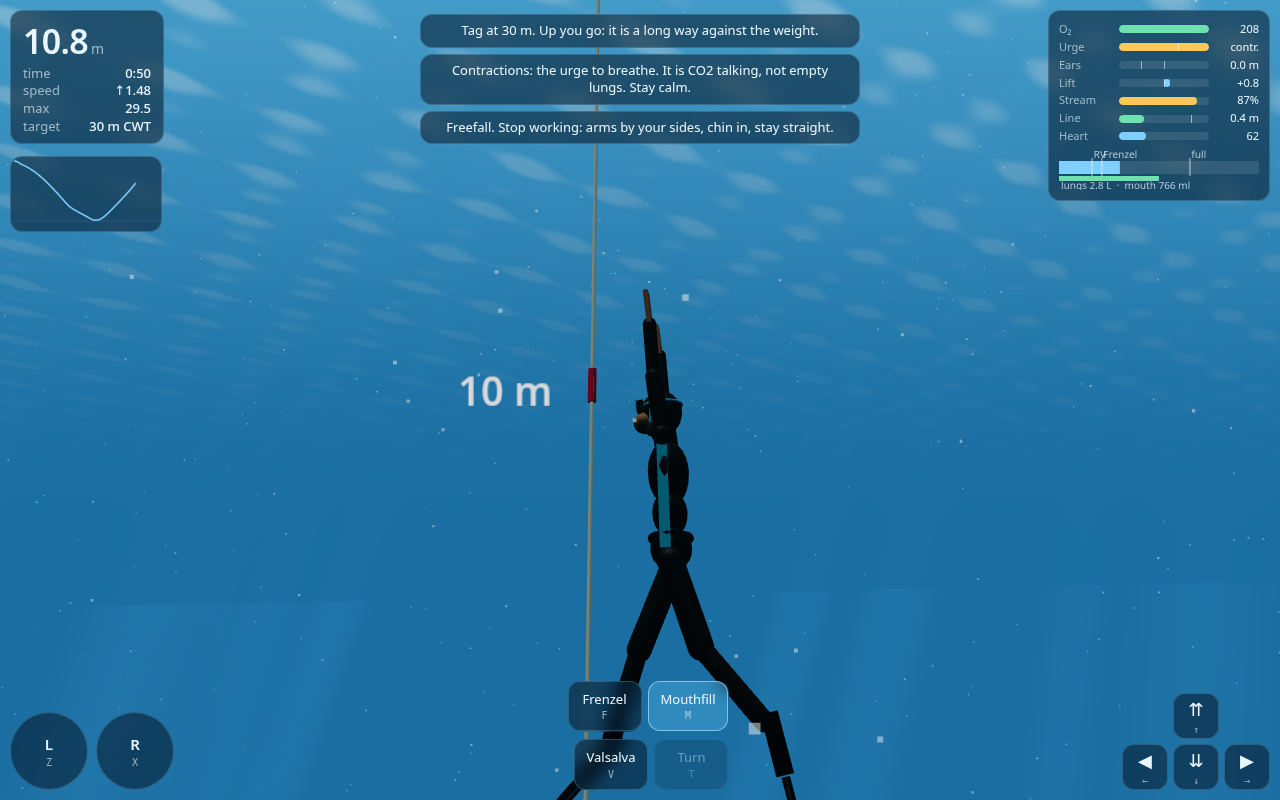 10.8 m
time 0:50
speed ↑1.48
max 29.5
target 30 m CWT
Tag at 30 m. Up you go: it is a long way against the weight.
Contractions: the urge to breathe. It is CO2 talking, not empty
lungs. Stay calm.
Freefall. Stop working: arms by your sides, chin in, stay straight.
O₂ 208
Urge contr.
Ears 0.0 m
Lift +0.8
Stream 87%
Line 0.4 m
Heart 62
RV Frenzel full
lungs 2.8 L · mouth 766 ml
10 m
L
Z
R
X
Frenzel
F
Mouthfill
M
Valsalva
V
Turn
T
⇈
↑
◀
←
⇊
↓
▶
→